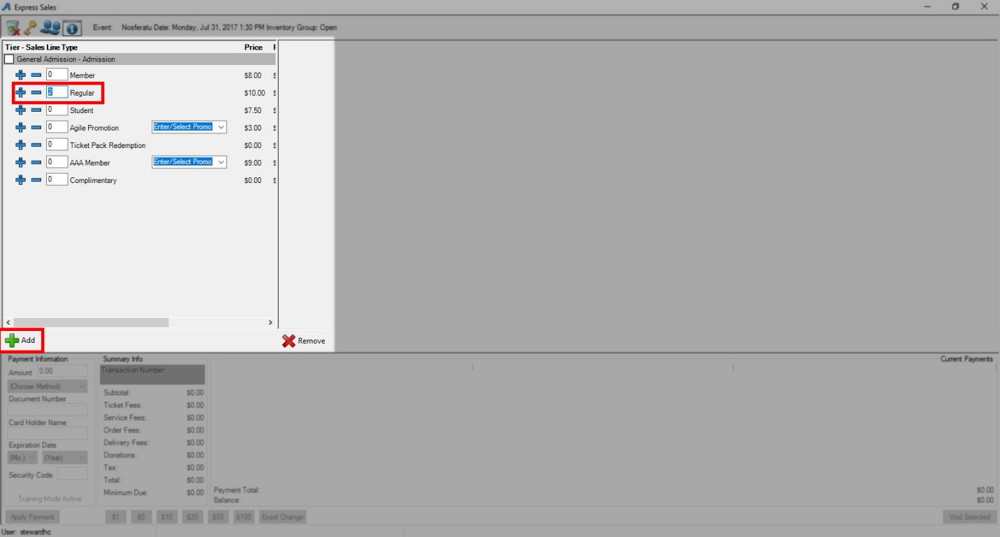 Express Sales
Event: Nosferatu Date: Monday, Jul 31, 2017 1:30 PM Inventory Group: Open
Tier - Sales Line Type Price
General Admission - Admission
0 Member $8.00 $
2 Regular $10.00 $
0 Student $7.50 $
0 Agile Promotion Enter/Select Promo $3.00 $
0 Ticket Pack Redemption $0.00 $
0 AAA Member Enter/Select Promo $9.00 $
0 Complimentary $0.00 $
Add Remove
Payment Information
Amount 0.00
(Choose Method)
Document Number
Card Holder Name
Expiration Date
(Mo.) (Year)
Security Code
Training Mode Active
Apply Payment
Summary Info
Transaction Number:
Subtotal: $0.00
Ticket Fees: $0.00
Service Fees: $0.00
Order Fees: $0.00
Delivery Fees: $0.00
Donations: $0.00
Tax: $0.00
Total: $0.00
Minimum Due: $0.00
Current Payments
Payment Total: $0.00
Balance: $0.00
$1 $5 $10 $20 $50 $100 Exact Change Void Selected
User: stewardhc